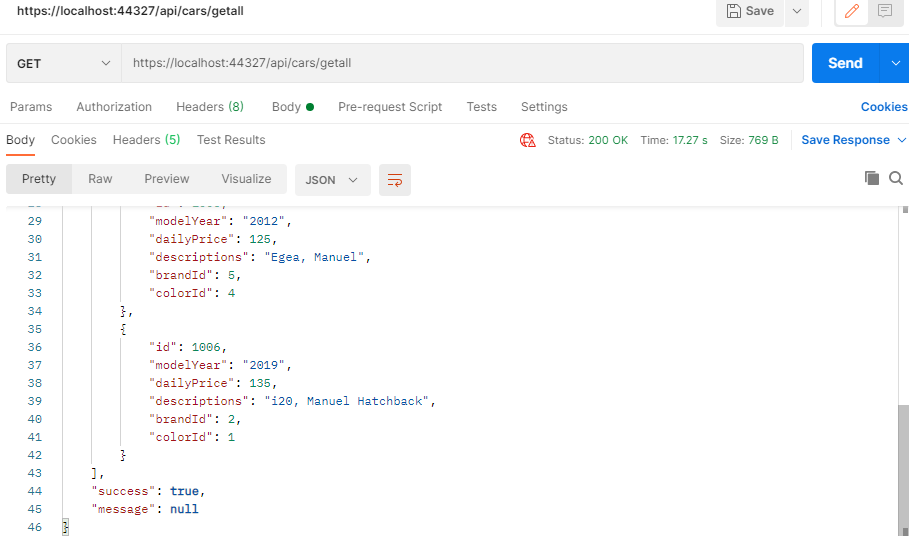 https://localhost:44327/api/cars/getall
Save
GET https://localhost:44327/api/cars/getall Send
Params Authorization Headers (8) Body Pre-request Script Tests Settings Cookies
Body Cookies Headers (5) Test Results Status: 200 OK Time: 17.27 s Size: 769 B Save Response
Pretty Raw Preview Visualize JSON
29 "modelYear": "2012",
30 "dailyPrice": 125,
31 "descriptions": "Egea, Manuel",
32 "brandId": 5,
33 "colorId": 4
34 },
35 {
36 "id": 1006,
37 "modelYear": "2019",
38 "dailyPrice": 135,
39 "descriptions": "i20, Manuel Hatchback",
40 "brandId": 2,
41 "colorId": 1
42 }
43 ],
44 "success": true,
45 "message": null
46 }